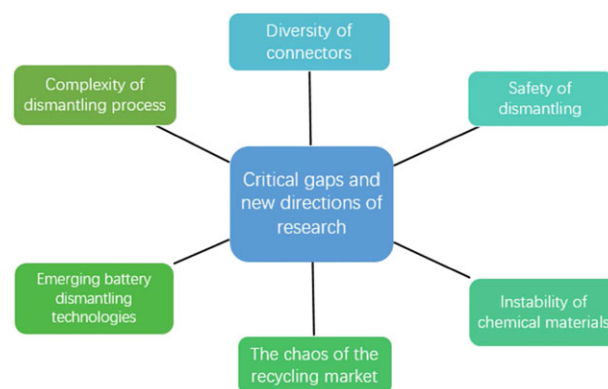 Diversity of
connectors
Complexity of
dismantling process
Safety of
dismantling
Critical gaps and
new directions of
research
Emerging battery
dismantling
technologies
Instability of
chemical materials
The chaos of the
recycling market